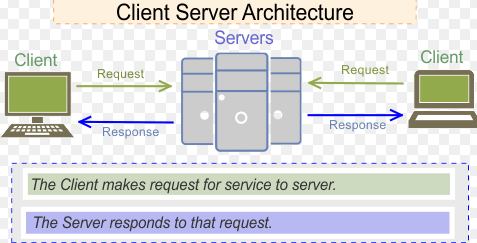 Client Server Architecture
Servers
Client
Client
Request
Request
Response
Response
The Client makes request for service to server.
The Server responds to that request.